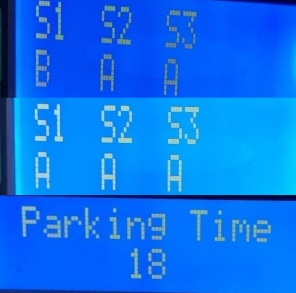 S1 S2 S3
B A A
S1 S2 S3
A A A
Parking Time
18